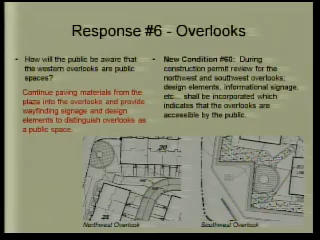 Response #6 - Overlooks
How will the public be aware that
the western overlooks are public
spaces?
Continue paving materials from the
plaza into the overlooks and provide
wayfinding signage and design
elements to distinguish overlooks as
a public space.
New Condition #60: During
construction permit review for the
northwest and southwest overlooks,
design elements, informational signage,
etc... shall be incorporated which
indicates that the overlooks are
accessible by the public.
20
28
Northwest Overlook
Southwest Overlook